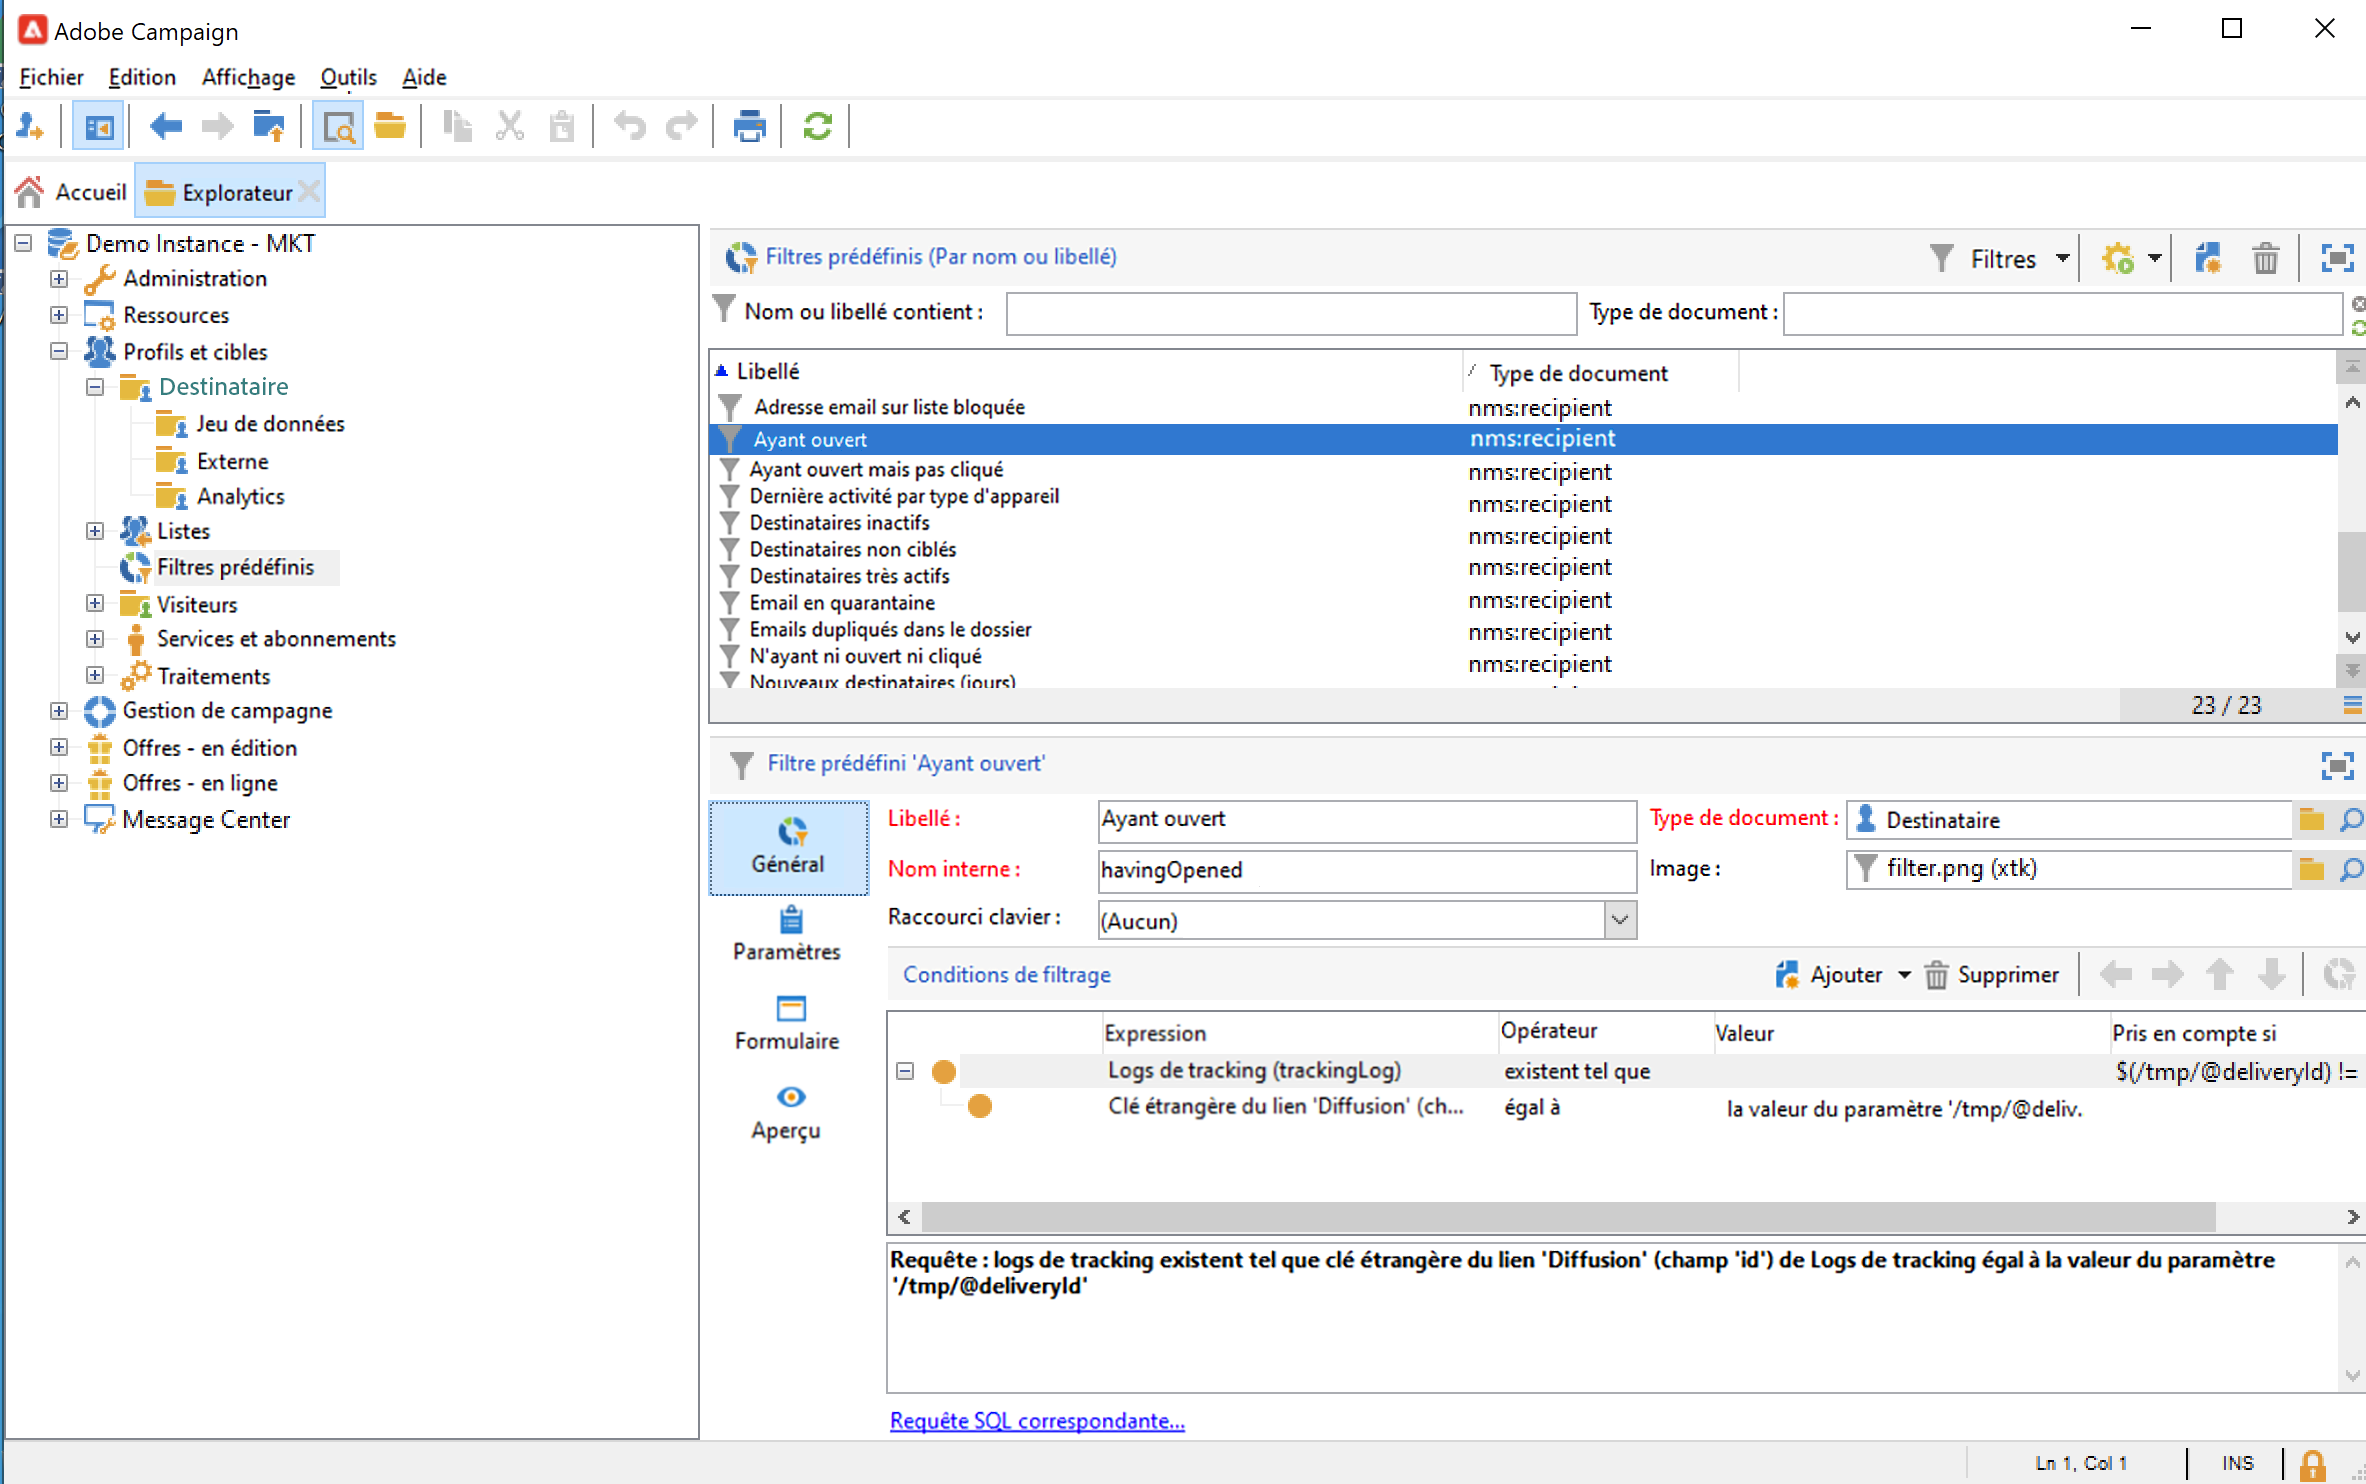 Adobe Campaign
Fichier Edition Affichage Outils Aide
Accueil Explorateur
Demo Instance - MKT
Administration
Ressources
Profils et cibles
Destinataire
Jeu de données
Externe
Analytics
Listes
Filtres prédéfinis
Visiteurs
Services et abonnements
Traitements
Gestion de campagne
Offres - en édition
Offres - en ligne
Message Center
Filtres prédéfinis (Par nom ou libellé) Filtres
Nom ou libellé contient : Type de document :
Libellé Type de document
Adresse email sur liste bloquée nms:recipient
Ayant ouvert nms:recipient
Ayant ouvert mais pas cliqué nms:recipient
Dernière activité par type d'appareil nms:recipient
Destinataires inactifs nms:recipient
Destinataires non ciblés nms:recipient
Destinataires très actifs nms:recipient
Email en quarantaine nms:recipient
Emails dupliqués dans le dossier nms:recipient
N'ayant ni ouvert ni cliqué
Nouveaux destinataires (jours)
23 / 23
Filtre prédéfini 'Ayant ouvert'
Général
Paramètres
Formulaire
Aperçu
Libellé : Ayant ouvert Type de document : Destinataire
Nom interne : havingOpened Image : filter.png (xtk)
Raccourci clavier : (Aucun)
Conditions de filtrage Ajouter Supprimer
Expression Opérateur Valeur Pris en compte si
Logs de tracking (trackingLog) existent tel que $(/tmp/@deliveryId) !=
Clé étrangère du lien 'Diffusion' (ch... égal à la valeur du paramètre '/tmp/@deliv.
Requête : logs de tracking existent tel que clé étrangère du lien 'Diffusion' (champ 'id') de Logs de tracking égal à la valeur du paramètre
'/tmp/@deliveryId'
Requête SQL correspondante...
Ln 1, Col 1 INS